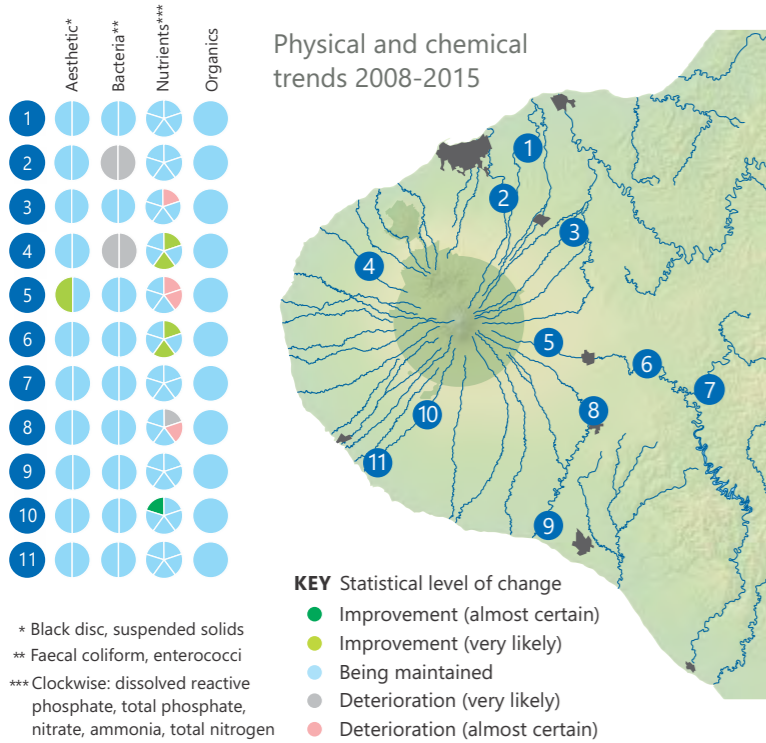 Aesthetic*
Bacteria**
Nutrients***
Organics
Physical and chemical
trends 2008-2015
1
2
3
4
5
6
7
8
9
10
11
1
2
3
4
5
6
7
8
10
11
9
KEY Statistical level of change
Improvement (almost certain)
Improvement (very likely)
Being maintained
Deterioration (very likely)
Deterioration (almost certain)
* Black disc, suspended solids
** Faecal coliform, enterococci
*** Clockwise: dissolved reactive
phosphate, total phosphate,
nitrate, ammonia, total nitrogen